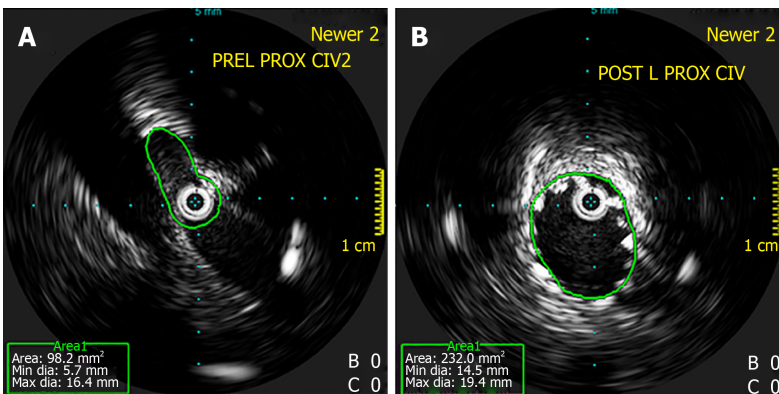 A
5 mm
Newer 2
PREL PROX CIV2
1 cm
Area1
Area: 98.2 mm²
Min dia: 5.7 mm
Max dia: 16.4 mm
B 0
C 0
B
5 mm
Newer 2
POST L PROX CIV
1 cm
Area1
Area: 232.0 mm²
Min dia: 14.5 mm
Max dia: 19.4 mm
B 0
C 0